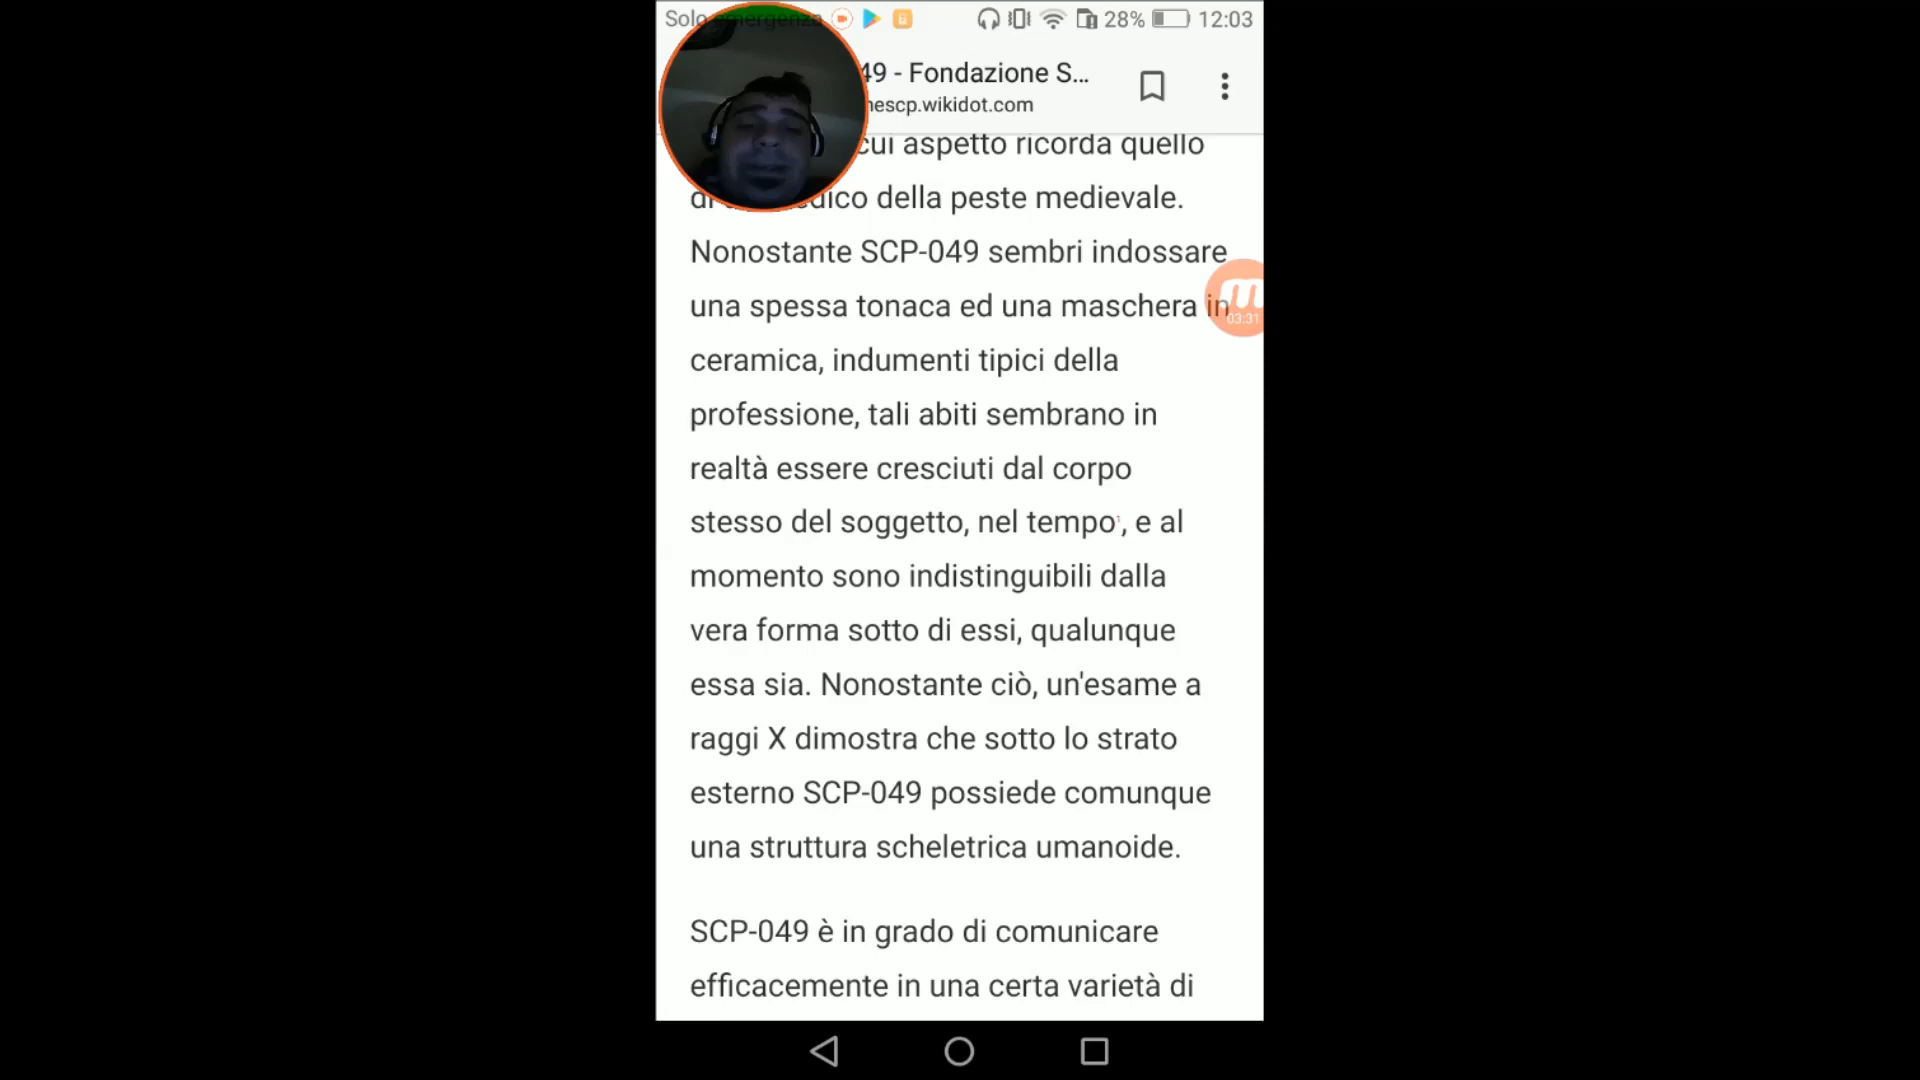 Solo emergenza 28% 12:03
49 - Fondazione S...
nescp.wikidot.com
cui aspetto ricorda quello
della peste medievale.
Nonostante SCP-049 sembri indossare
una spessa tonaca ed una maschera in
03:31
ceramica, indumenti tipici della
professione, tali abiti sembrano in
realtà essere cresciuti dal corpo
stesso del soggetto, nel tempo, e al
momento sono indistinguibili dalla
vera forma sotto di essi, qualunque
essa sia. Nonostante ciò, un'esame a
raggi X dimostra che sotto lo strato
esterno SCP-049 possiede comunque
una struttura scheletrica umanoide.
SCP-049 è in grado di comunicare
efficacemente in una certa varietà di